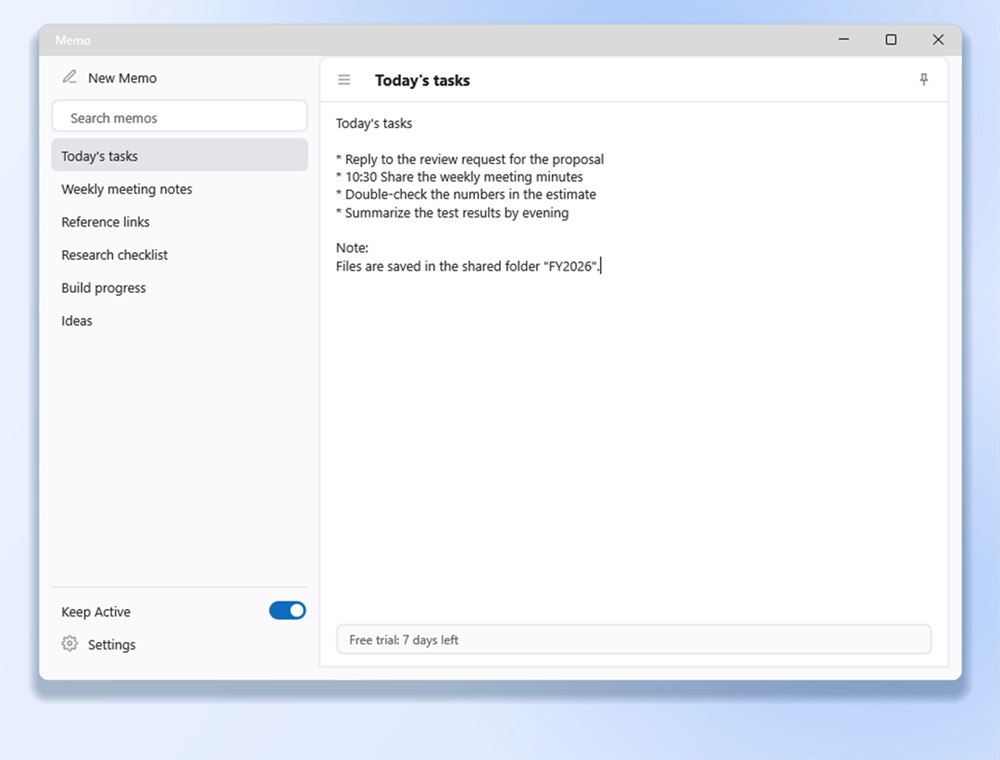 Memo
New Memo
Search memos
Today's tasks
Weekly meeting notes
Reference links
Research checklist
Build progress
Ideas
Keep Active
Settings
Today's tasks
Today's tasks
* Reply to the review request for the proposal
* 10:30 Share the weekly meeting minutes
* Double-check the numbers in the estimate
* Summarize the test results by evening
Note:
Files are saved in the shared folder "FY2026".
Free trial: 7 days left